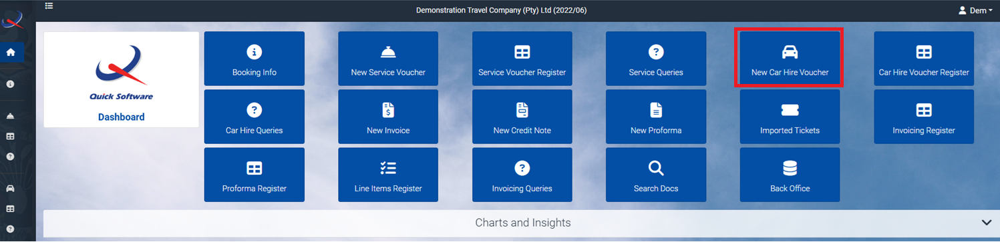 Demonstration Travel Company (Pty) Ltd (2022/06)
Dem
Quick Software
Dashboard
Booking Info
New Service Voucher
Service Voucher Register
Service Queries
New Car Hire Voucher
Car Hire Voucher Register
Car Hire Queries
New Invoice
New Credit Note
New Proforma
Imported Tickets
Invoicing Register
Proforma Register
Line Items Register
Invoicing Queries
Search Docs
Back Office
Charts and Insights